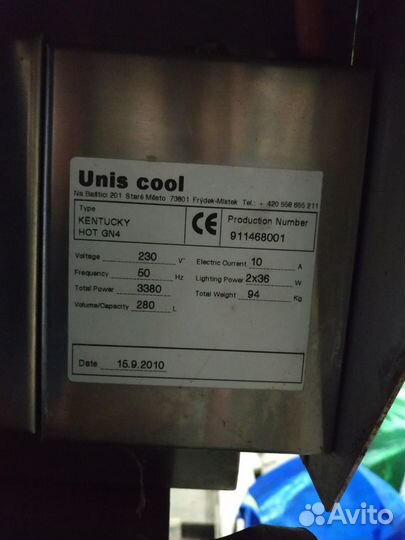 Unis cool
Na Baštici 201 Staré Město 73801 Frýdek-Místek Tel.: + 420 558 655 211
Type
KENTUCKY
HOT GN4
CE
Production Number
911468001
Voltage 230 V~
Electric Current 10 A
Frequency 50 Hz
Lighting Power 2x36 W
Total Power 3380
Total Weight 94 Kg
Volume/Capacity 280 L
Date 15.9.2010
Avito